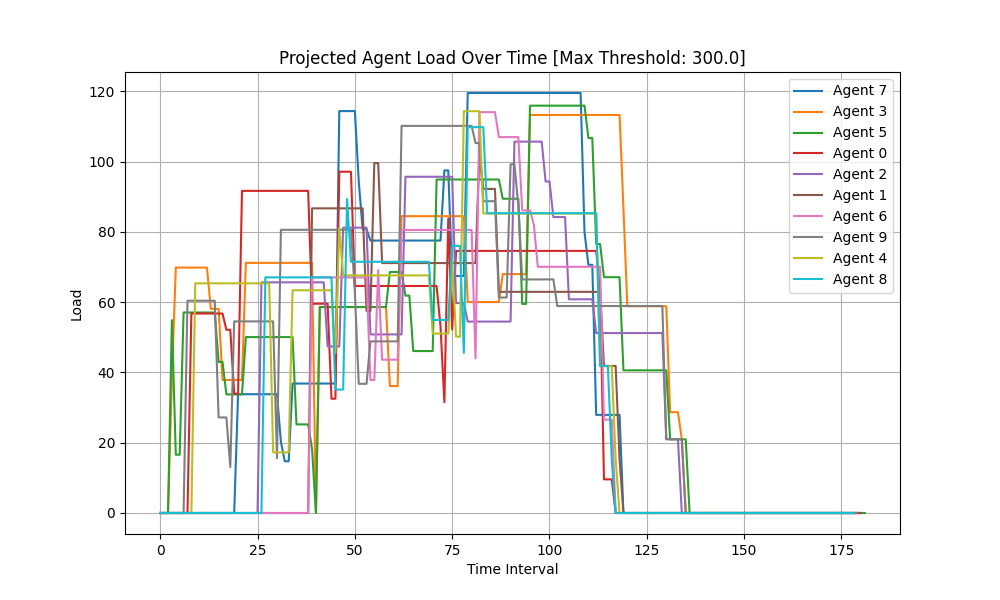 Projected Agent Load Over Time [Max Threshold: 300.0]
Load
120
100
80
60
40
20
0
0 25 50 75 100 125 150 175
Time Interval
Agent 7
Agent 3
Agent 5
Agent 0
Agent 2
Agent 1
Agent 6
Agent 9
Agent 4
Agent 8